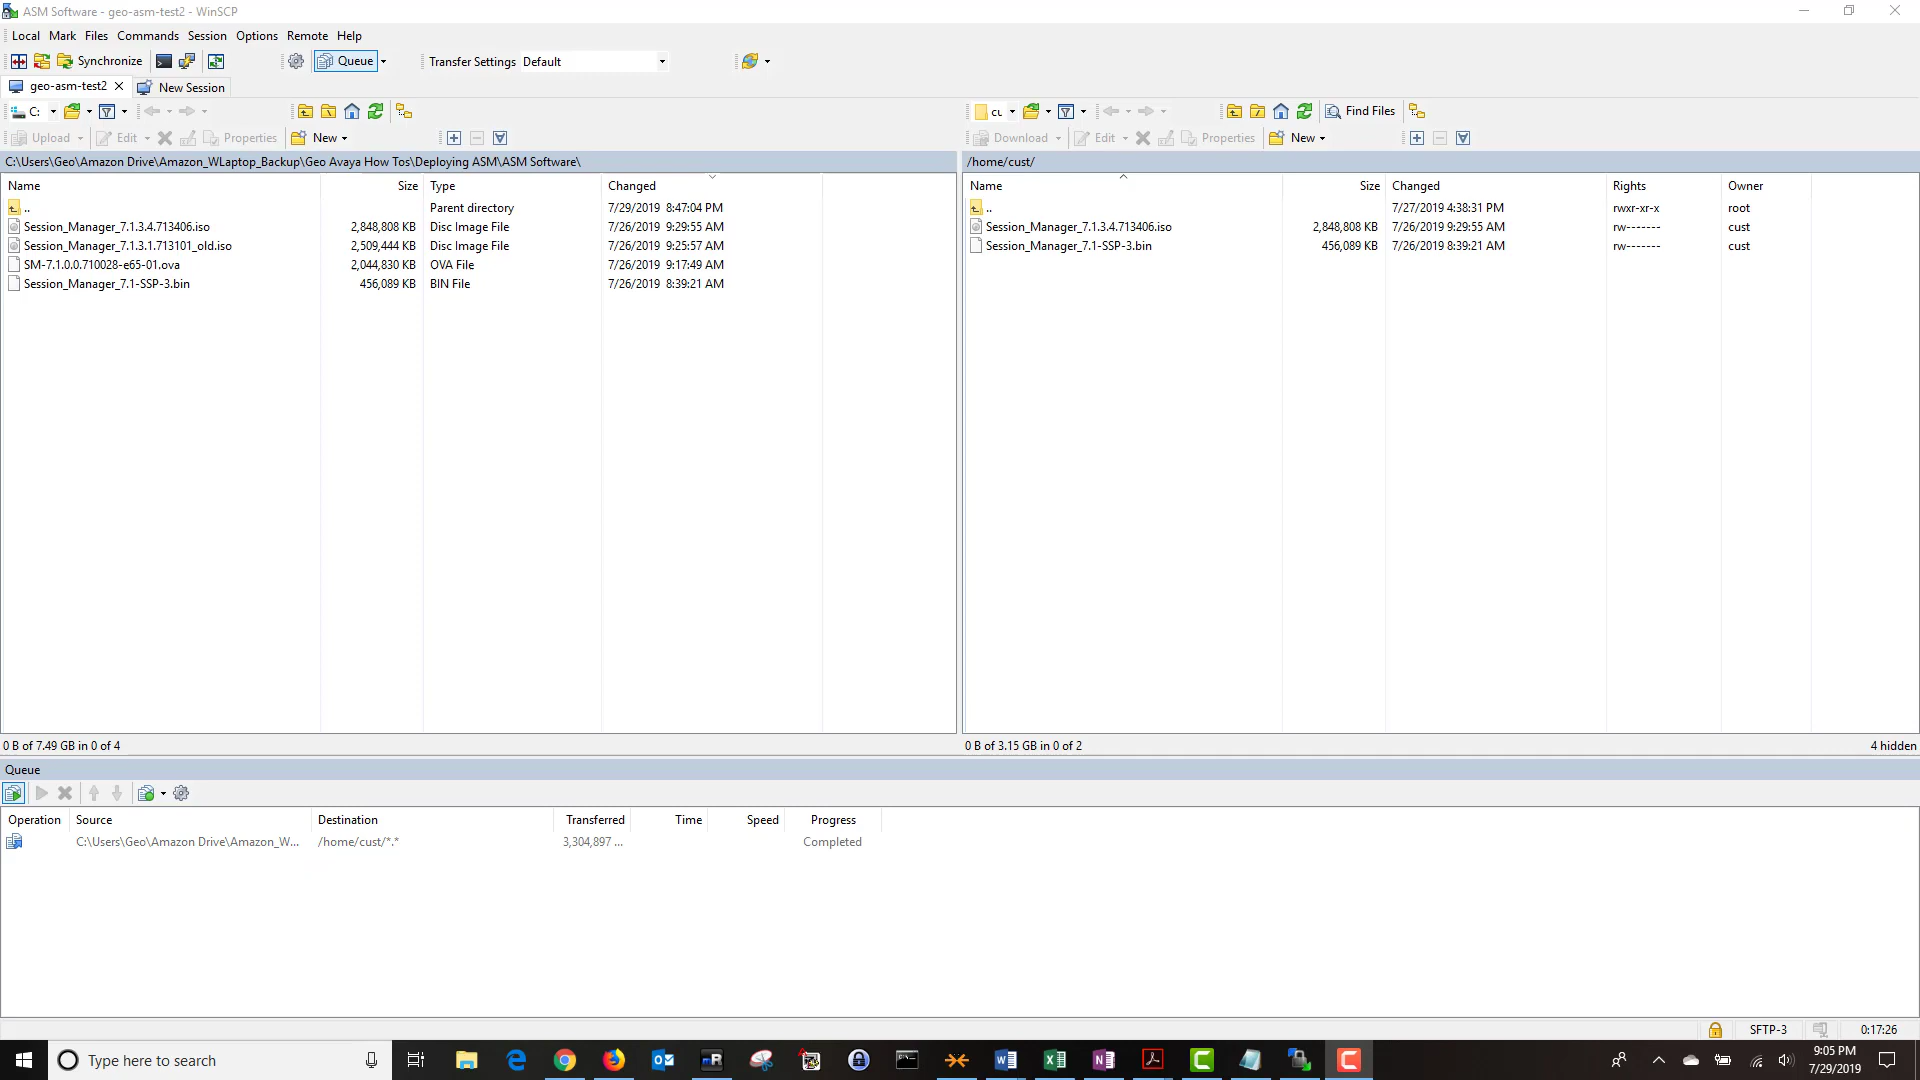 ASM Software - geo-asm-test2 - WinSCP
Local Mark Files Commands Session Options Remote Help
Synchronize Queue Transfer Settings Default
geo-asm-test2 New Session
C: Find Files
Upload Edit Properties New Download Edit Properties New
C:\Users\Geo\Amazon Drive\Amazon_WLaptop_Backup\Geo Avaya How Tos\Deploying ASM\ASM Software\ /home/cust/
Name Size Type Changed
.. Parent directory 7/29/2019 8:47:04 PM
Session_Manager_7.1.3.4.713406.iso 2,848,808 KB Disc Image File 7/26/2019 9:29:55 AM
Session_Manager_7.1.3.1.713101_old.iso 2,509,444 KB Disc Image File 7/26/2019 9:25:57 AM
SM-7.1.0.0.710028-e65-01.ova 2,044,830 KB OVA File 7/26/2019 9:17:49 AM
Session_Manager_7.1-SSP-3.bin 456,089 KB BIN File 7/26/2019 8:39:21 AM
Name Size Changed Rights Owner
.. 7/27/2019 4:38:31 PM rwxr-xr-x root
Session_Manager_7.1.3.4.713406.iso 2,848,808 KB 7/26/2019 9:29:55 AM rw------- cust
Session_Manager_7.1-SSP-3.bin 456,089 KB 7/26/2019 8:39:21 AM rw------- cust
0 B of 7.49 GB in 0 of 4 0 B of 3.15 GB in 0 of 2 4 hidden
Queue
Operation Source Destination Transferred Time Speed Progress
C:\Users\Geo\Amazon Drive\Amazon_W... /home/cust/*.* 3,304,897 ... Completed
SFTP-3 0:17:26
Type here to search 9:05 PM
7/29/2019